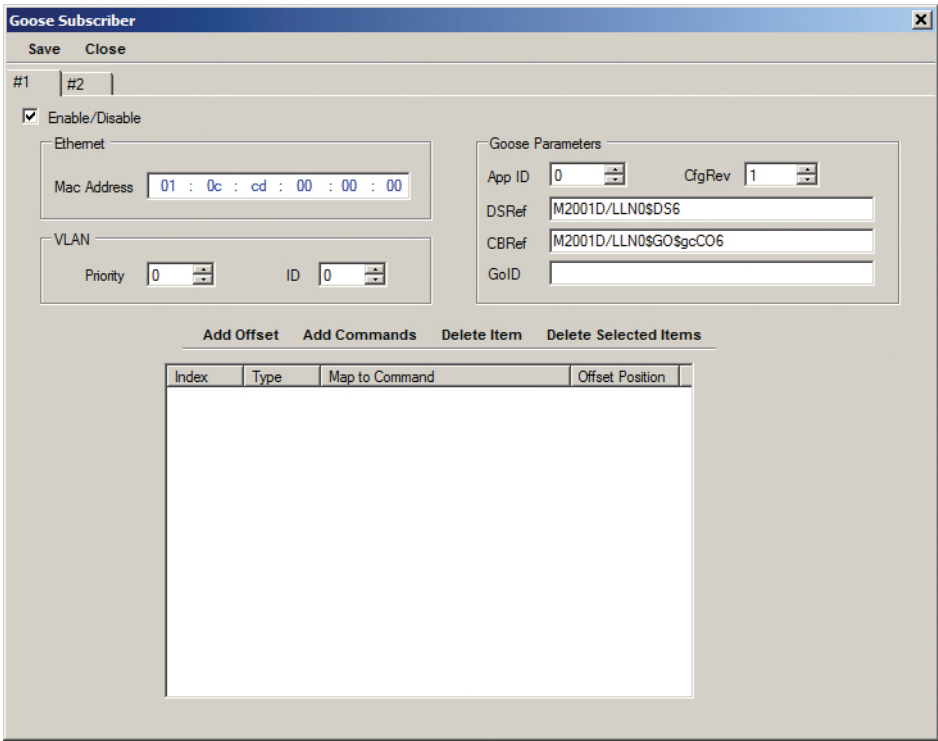 Goose Subscriber
Save Close
#1 #2
Enable/Disable
Ethernet
Mac Address 01 : 0c : cd : 00 : 00 : 00
VLAN
Priority 0 ID 0
Goose Parameters
App ID 0 CfgRev 1
DSRef M2001D/LLN0$DS6
CBRef M2001D/LLN0$GO$gcCO6
GoID
Add Offset Add Commands Delete Item Delete Selected Items
Index Type Map to Command Offset Position